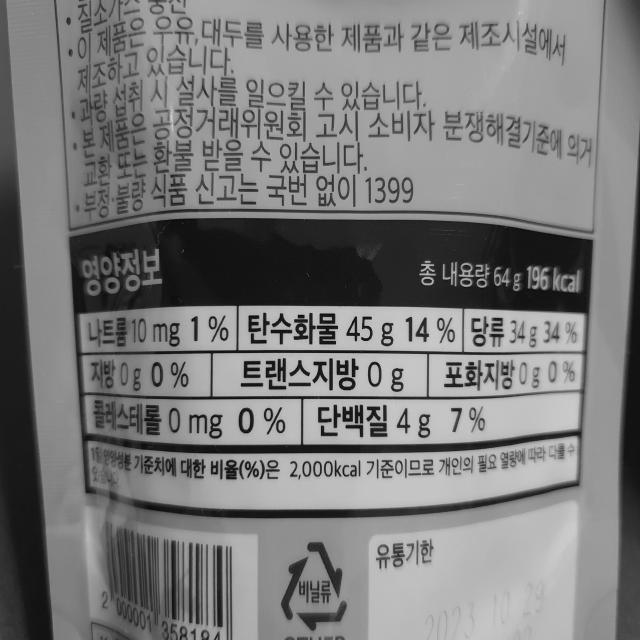 • 질소가스 충전
• 이 제품은 우유, 대두를 사용한 제품과 같은 제조시설에서
제조하고 있습니다.
• 과량 섭취 시 설사를 일으킬 수 있습니다.
• 본 제품은 공정거래위원회 고시 소비자 분쟁해결기준에 의거
교환 또는 환불 받을 수 있습니다.
• 부정·불량 식품 신고는 국번 없이 1399
영양정보 총 내용량 64 g 196 kcal
나트륨 10 mg 1 % 탄수화물 45 g 14 % 당류 34 g 34 %
지방 0 g 0 % 트랜스지방 0 g 포화지방 0 g 0 %
콜레스테롤 0 mg 0 % 단백질 4 g 7 %
1일 영양성분 기준치에 대한 비율(%)은 2,000kcal 기준이므로 개인의 필요 열량에 따라 다를 수
있습니다
비닐류
OTHER
유통기한
2023.10.29
2 000001 358184